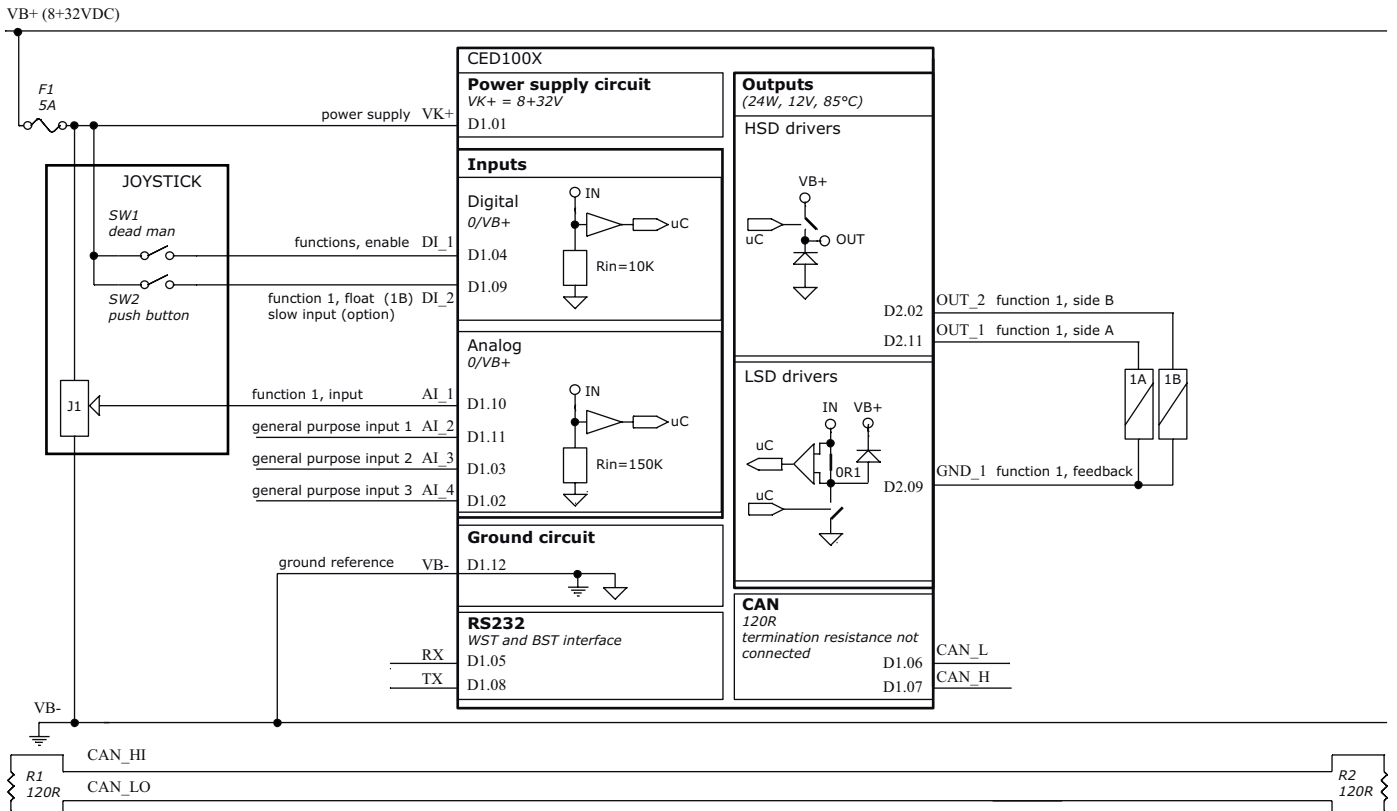 VB+ (8+32VDC)
F1
5A
power supply VK+
JOYSTICK
SW1
dead man
SW2
push button
J1
functions, enable DI_1
function 1, float (1B) DI_2
slow input (option)
function 1, input AI_1
general purpose input 1 AI_2
general purpose input 2 AI_3
general purpose input 3 AI_4
ground reference VB-
RX
TX
CED100X
Power supply circuit
VK+ = 8+32V
D1.01
Inputs
Digital
0/VB+
D1.04
D1.09
IN
uC
Rin=10K
Analog
0/VB+
D1.10
D1.11
D1.03
D1.02
IN
uC
Rin=150K
Ground circuit
D1.12
RS232
WST and BST interface
D1.05
D1.08
Outputs
(24W, 12V, 85°C)
HSD drivers
VB+
uC
OUT
D2.02
D2.11
LSD drivers
IN VB+
uC
0R1
uC
D2.09
CAN
120R
termination resistance not
connected
D1.06
D1.07
OUT_2 function 1, side B
OUT_1 function 1, side A
1A 1B
GND_1 function 1, feedback
CAN_L
CAN_H
VB-
CAN_HI
R1
120R
CAN_LO
R2
120R